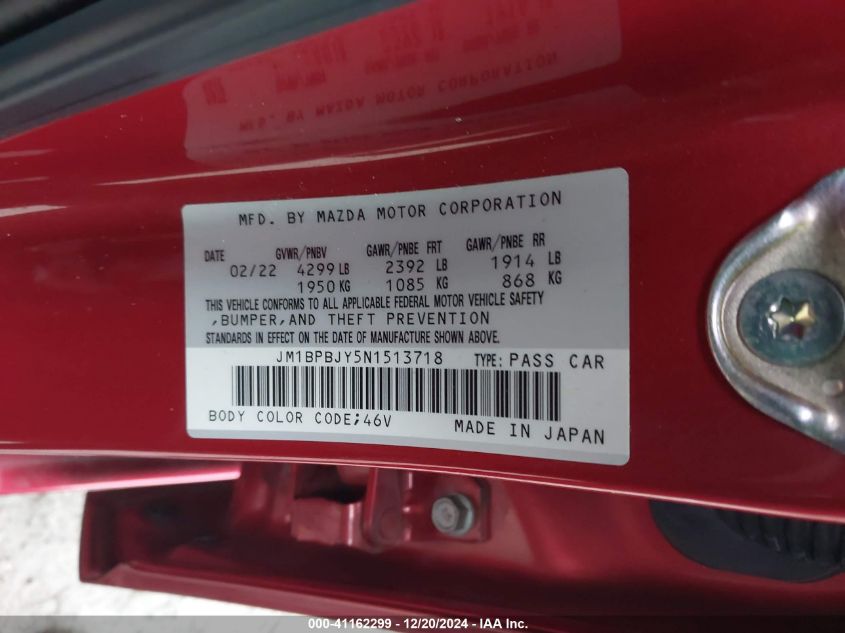 MFD. BY MAZDA MOTOR CORPORATION
DATE GVWR/PNBV GAWR/PNBE FRT GAWR/PNBE RR
02/22 4299 LB 2392 LB 1914 LB
1950 KG 1085 KG 868 KG
THIS VEHICLE CONFORMS TO ALL APPLICABLE FEDERAL MOTOR VEHICLE SAFETY
,BUMPER,AND THEFT PREVENTION
STANDARDS IN EFFECT ON THE DATE OF MANUFACTURE SHOWN ABOVE.
JM1BPBJY5N1513718 TYPE: PASS CAR
BODY COLOR CODE;46V MADE IN JAPAN
000-41162299 - 12/20/2024 - IAA Inc.